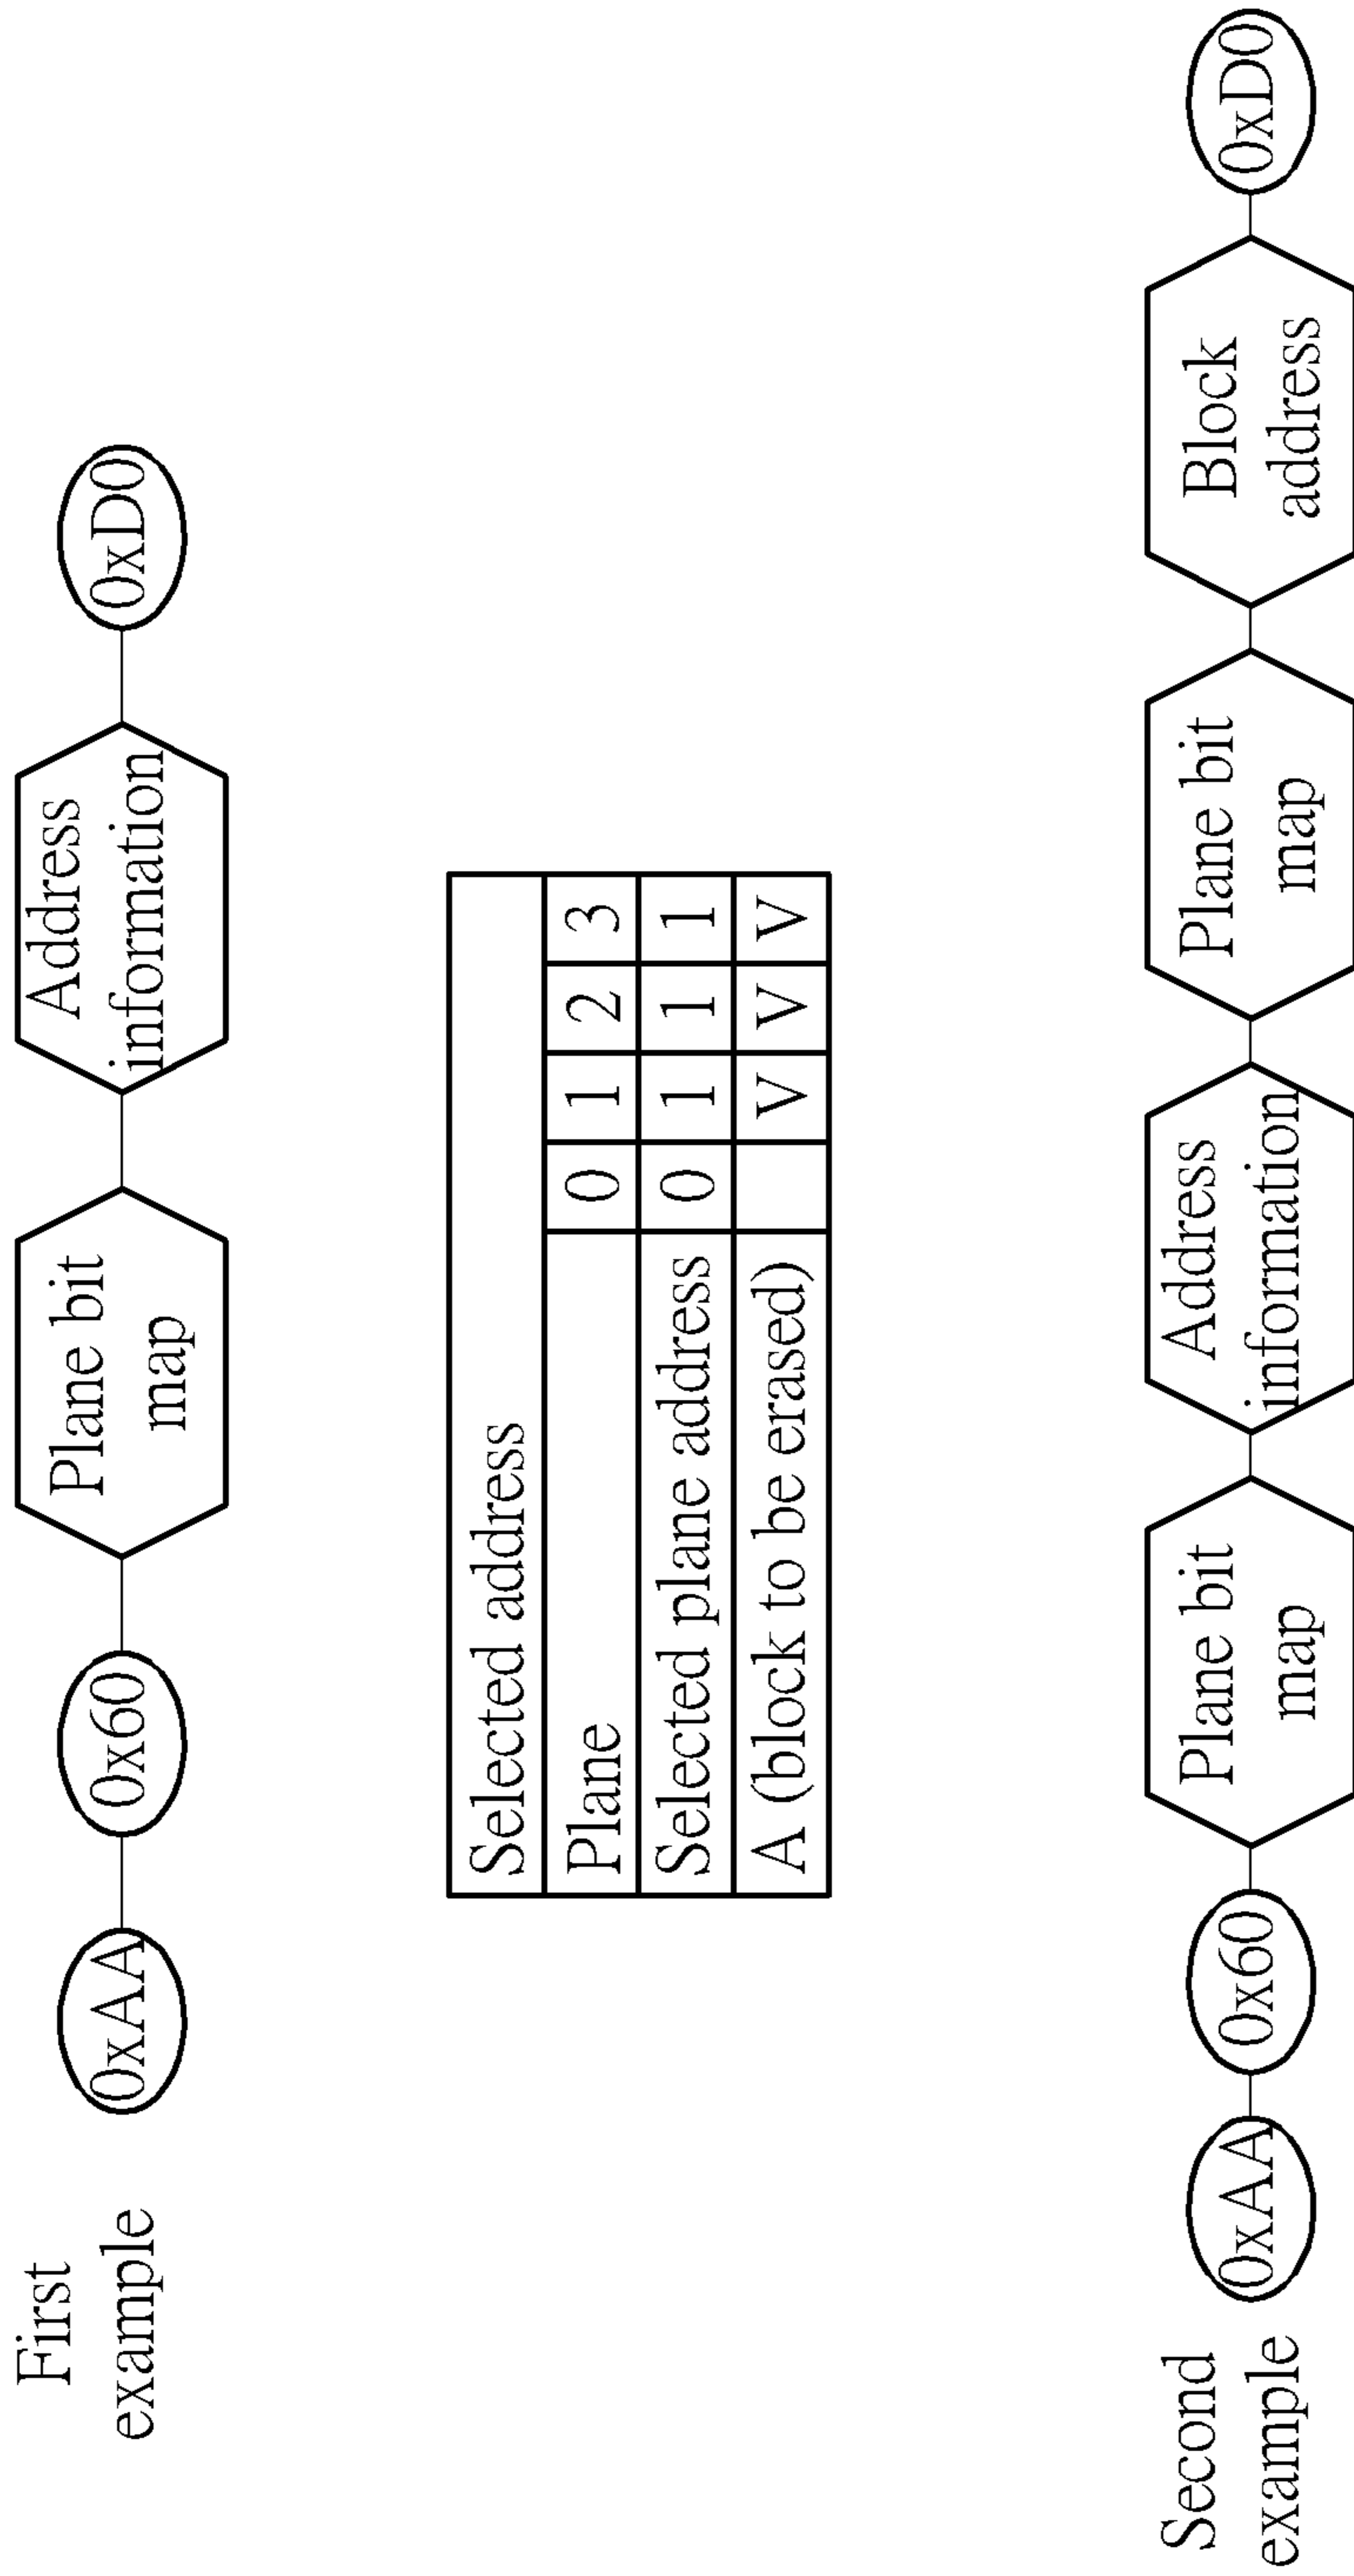 First
example
0xAA
0x60
Plane bit
map
Address
information
0xD0
Selected address
Plane 0 1 2 3
Selected plane address 0 1 1 1
A (block to be erased) V V V
Second
example
0xAA
0x60
Plane bit
map
Address
information
Plane bit
map
Block
address
0xD0